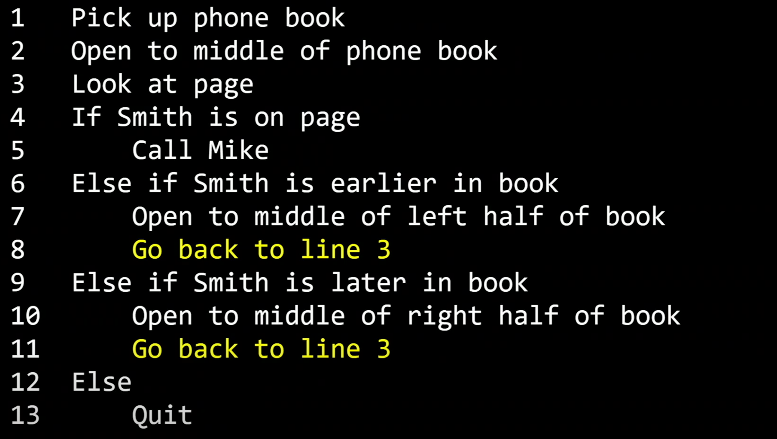 1 Pick up phone book
2 Open to middle of phone book
3 Look at page
4 If Smith is on page
5 Call Mike
6 Else if Smith is earlier in book
7 Open to middle of left half of book
8 Go back to line 3
9 Else if Smith is later in book
10 Open to middle of right half of book
11 Go back to line 3
12 Else
13 Quit